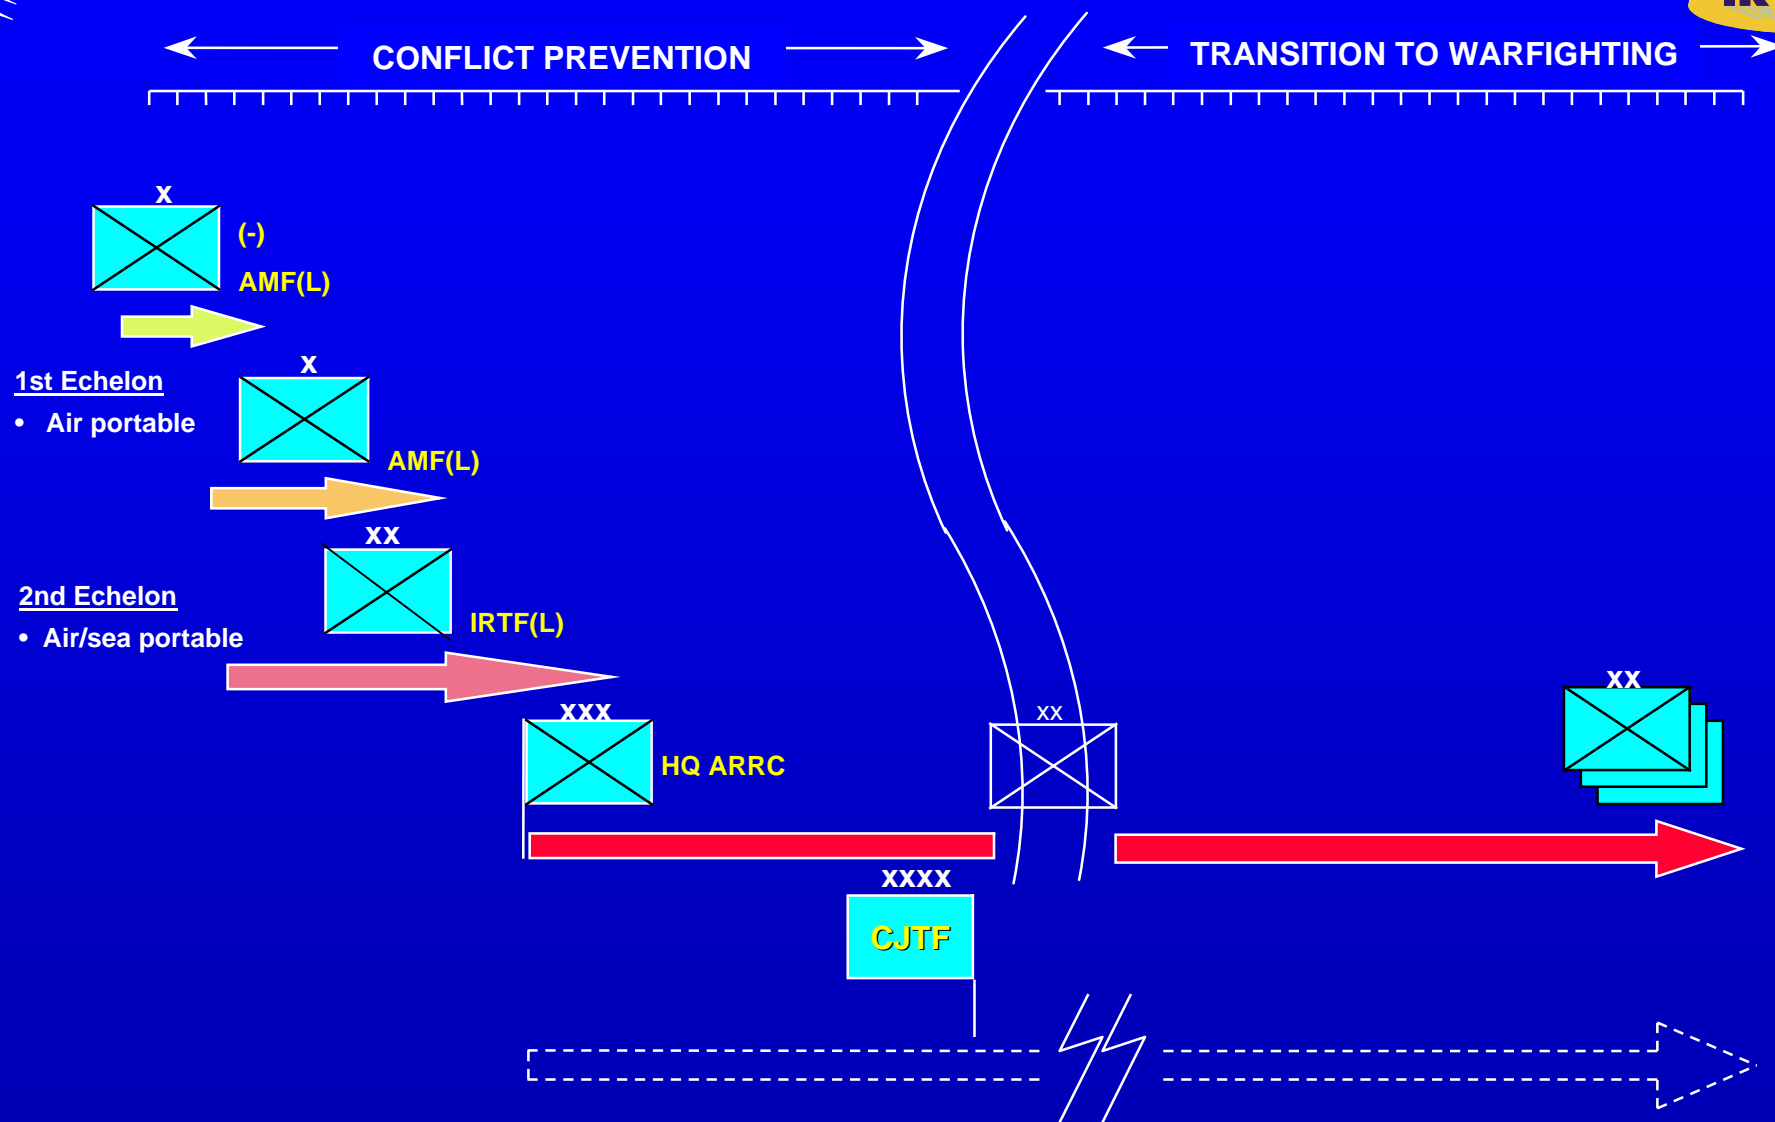 CONFLICT PREVENTION
TRANSITION TO WARFIGHTING
X
(-)
AMF(L)
X
1st Echelon
• Air portable
AMF(L)
XX
2nd Echelon
• Air/sea portable
IRTF(L)
XXX
HQ ARRC
XX
XX
XXXX
CJTF